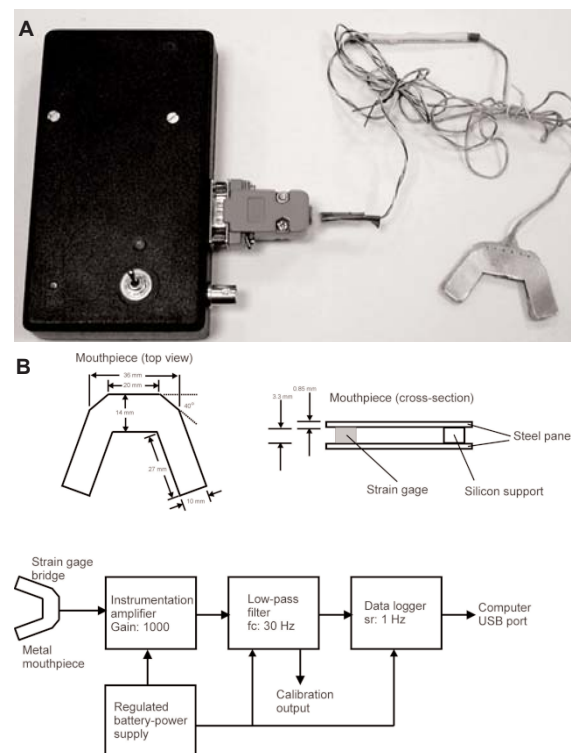 A
B
Mouthpiece (top view)
36 mm
20 mm
14 mm
40°
27 mm
10 mm
0.85 mm
3.3 mm
Mouthpiece (cross-section)
Steel pane
Strain gage
Silicon support
Strain gage
bridge
Metal
mouthpiece
Instrumentation
amplifier
Gain: 1000
Low-pass
filter
fc: 30 Hz
Data logger
sr: 1 Hz
Computer
USB port
Calibration
output
Regulated
battery-power
supply